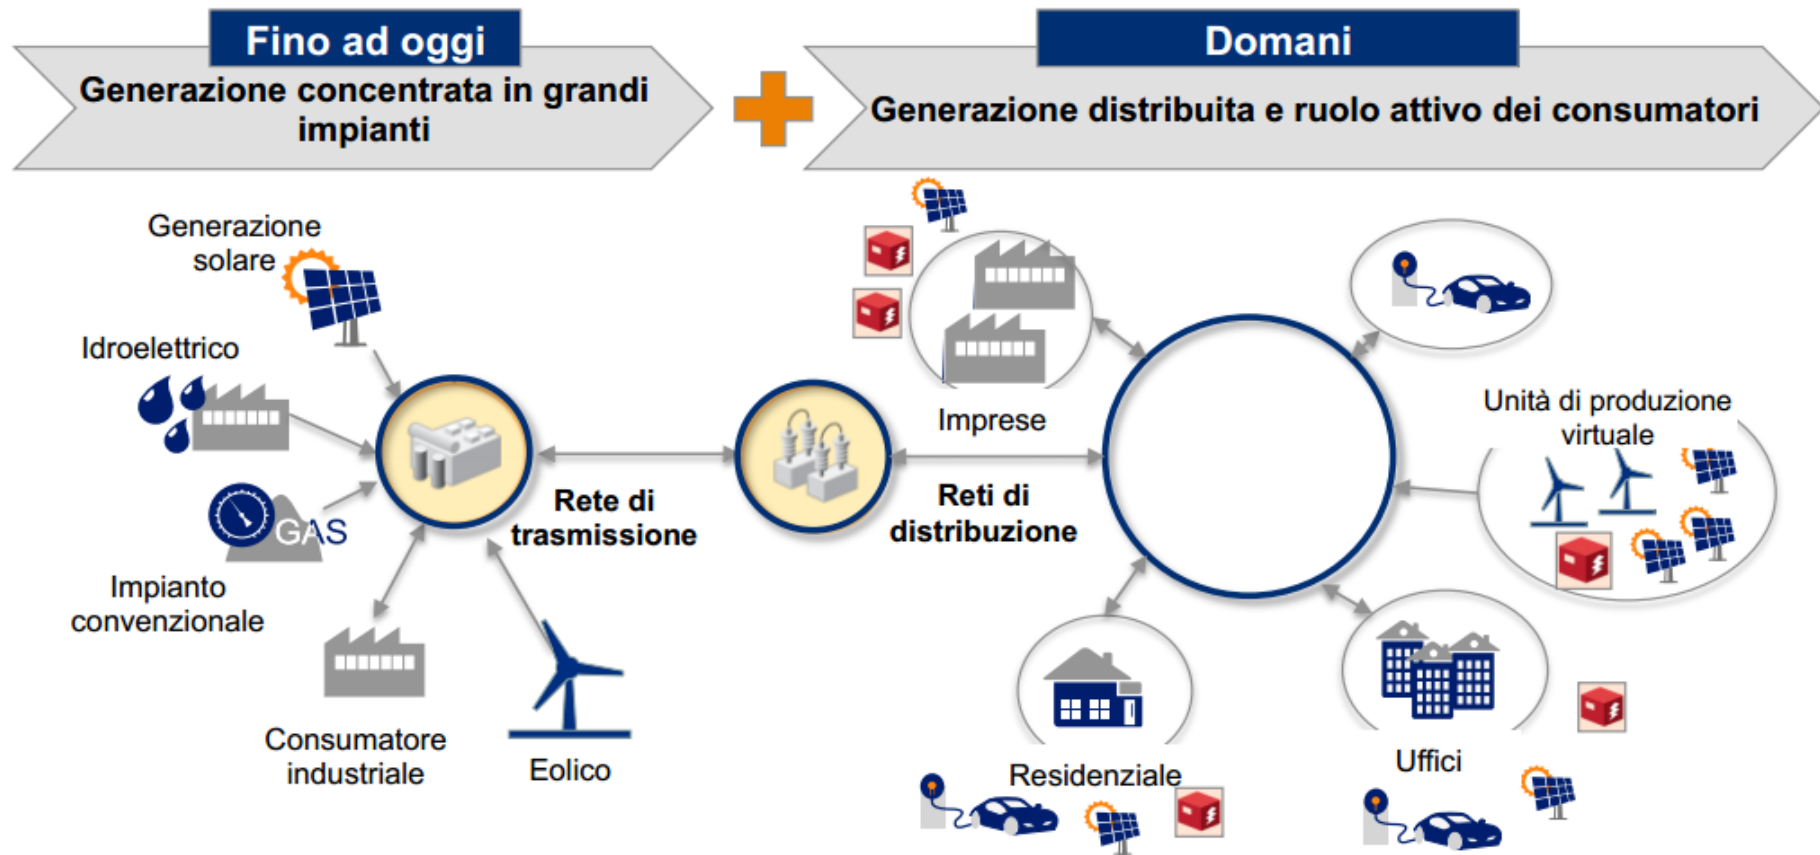 Fino ad oggi
Generazione concentrata in grandi
impianti
Domani
Generazione distribuita e ruolo attivo dei consumatori
Generazione
solare
Idroelettrico
GAS
Impianto
convenzionale
Consumatore
industriale
Eolico
Rete di
trasmissione
Reti di
distribuzione
Imprese
Unità di produzione
virtuale
Residenziale
Uffici